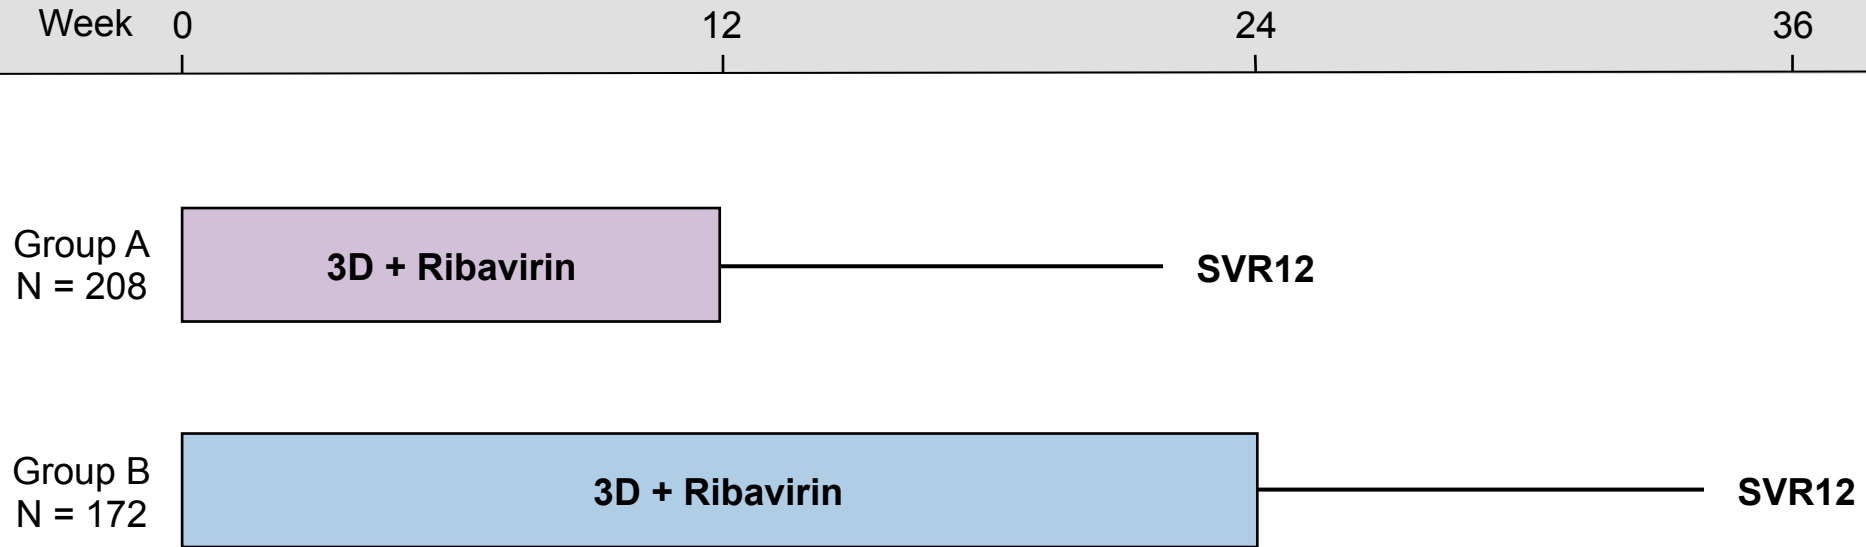 Week 0 12 24 36
Group A
N = 208
3D + Ribavirin
SVR12
Group B
N = 172
3D + Ribavirin
SVR12